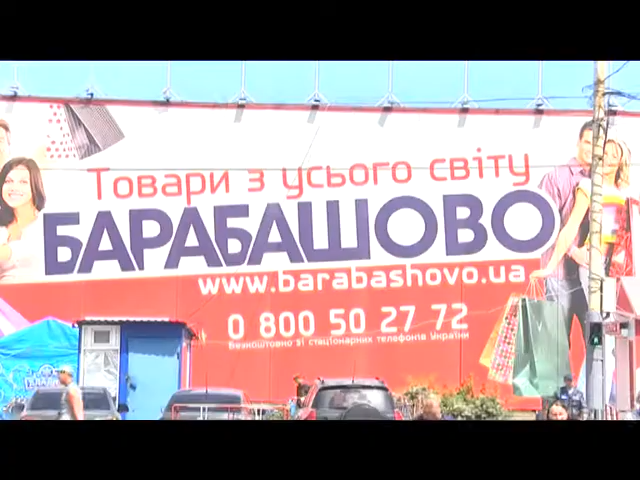 Товари з усього світу
БАРАБАШОВО
www.barabashovo.ua
0 800 50 27 72
Безкоштовно зі стаціонарних телефонів України